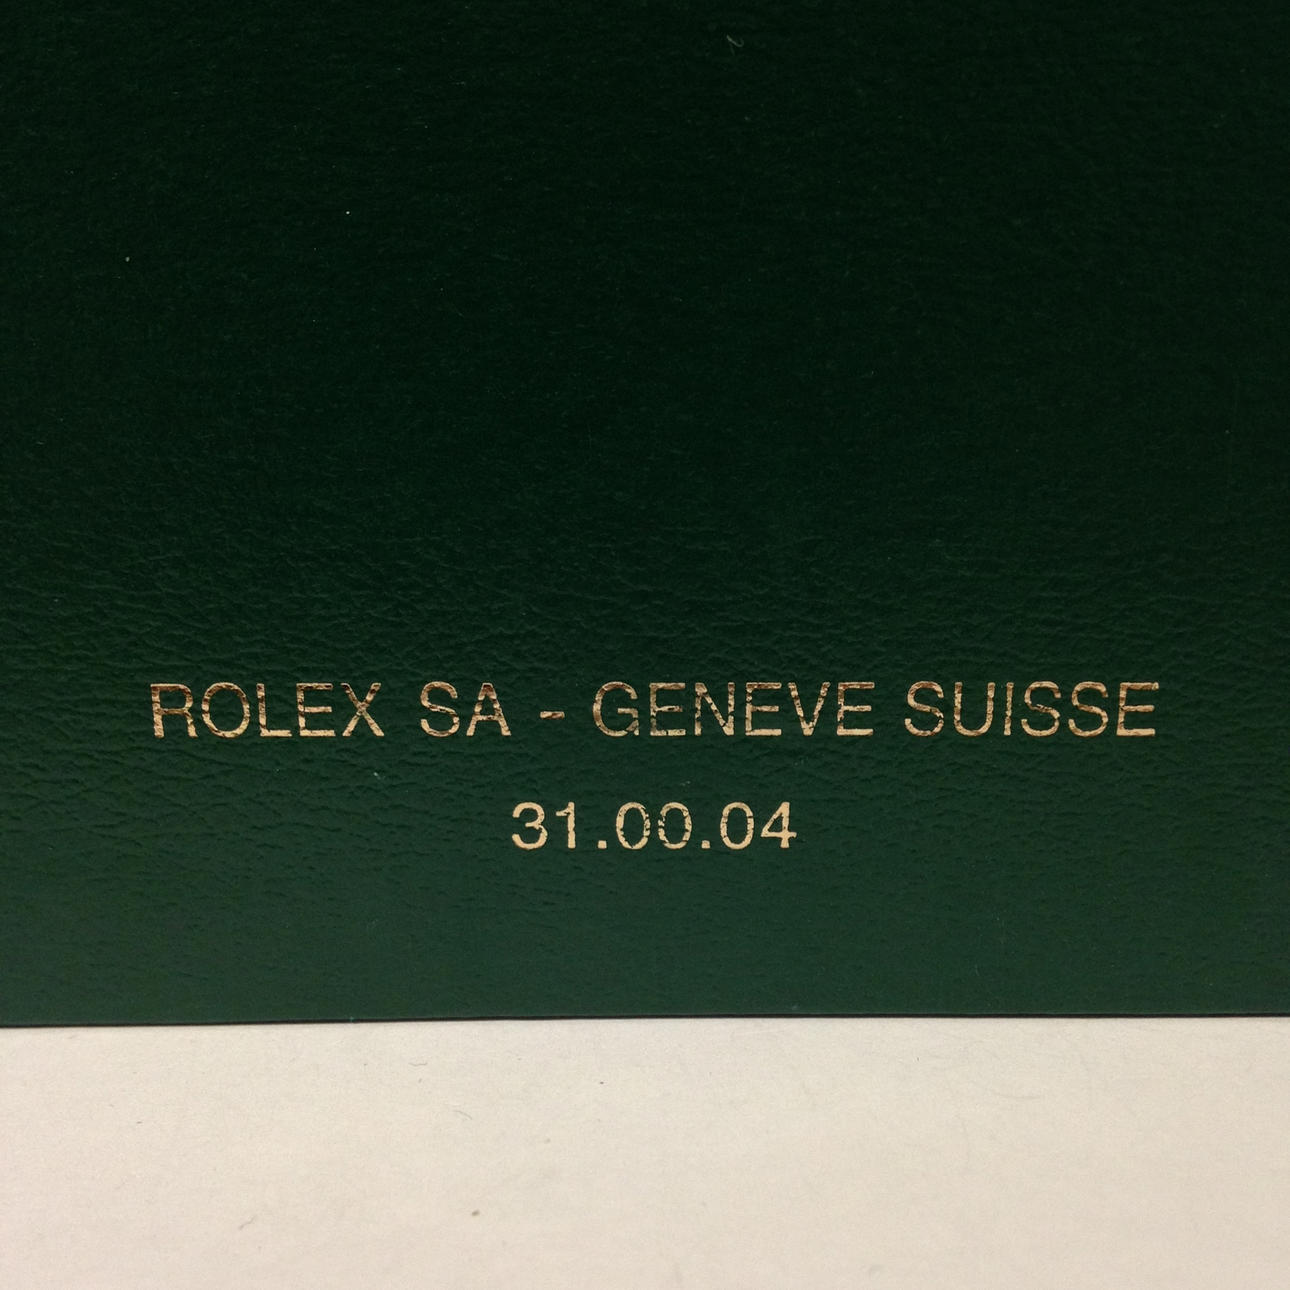 ROLEX SA - GENEVE SUISSE
31.00.04